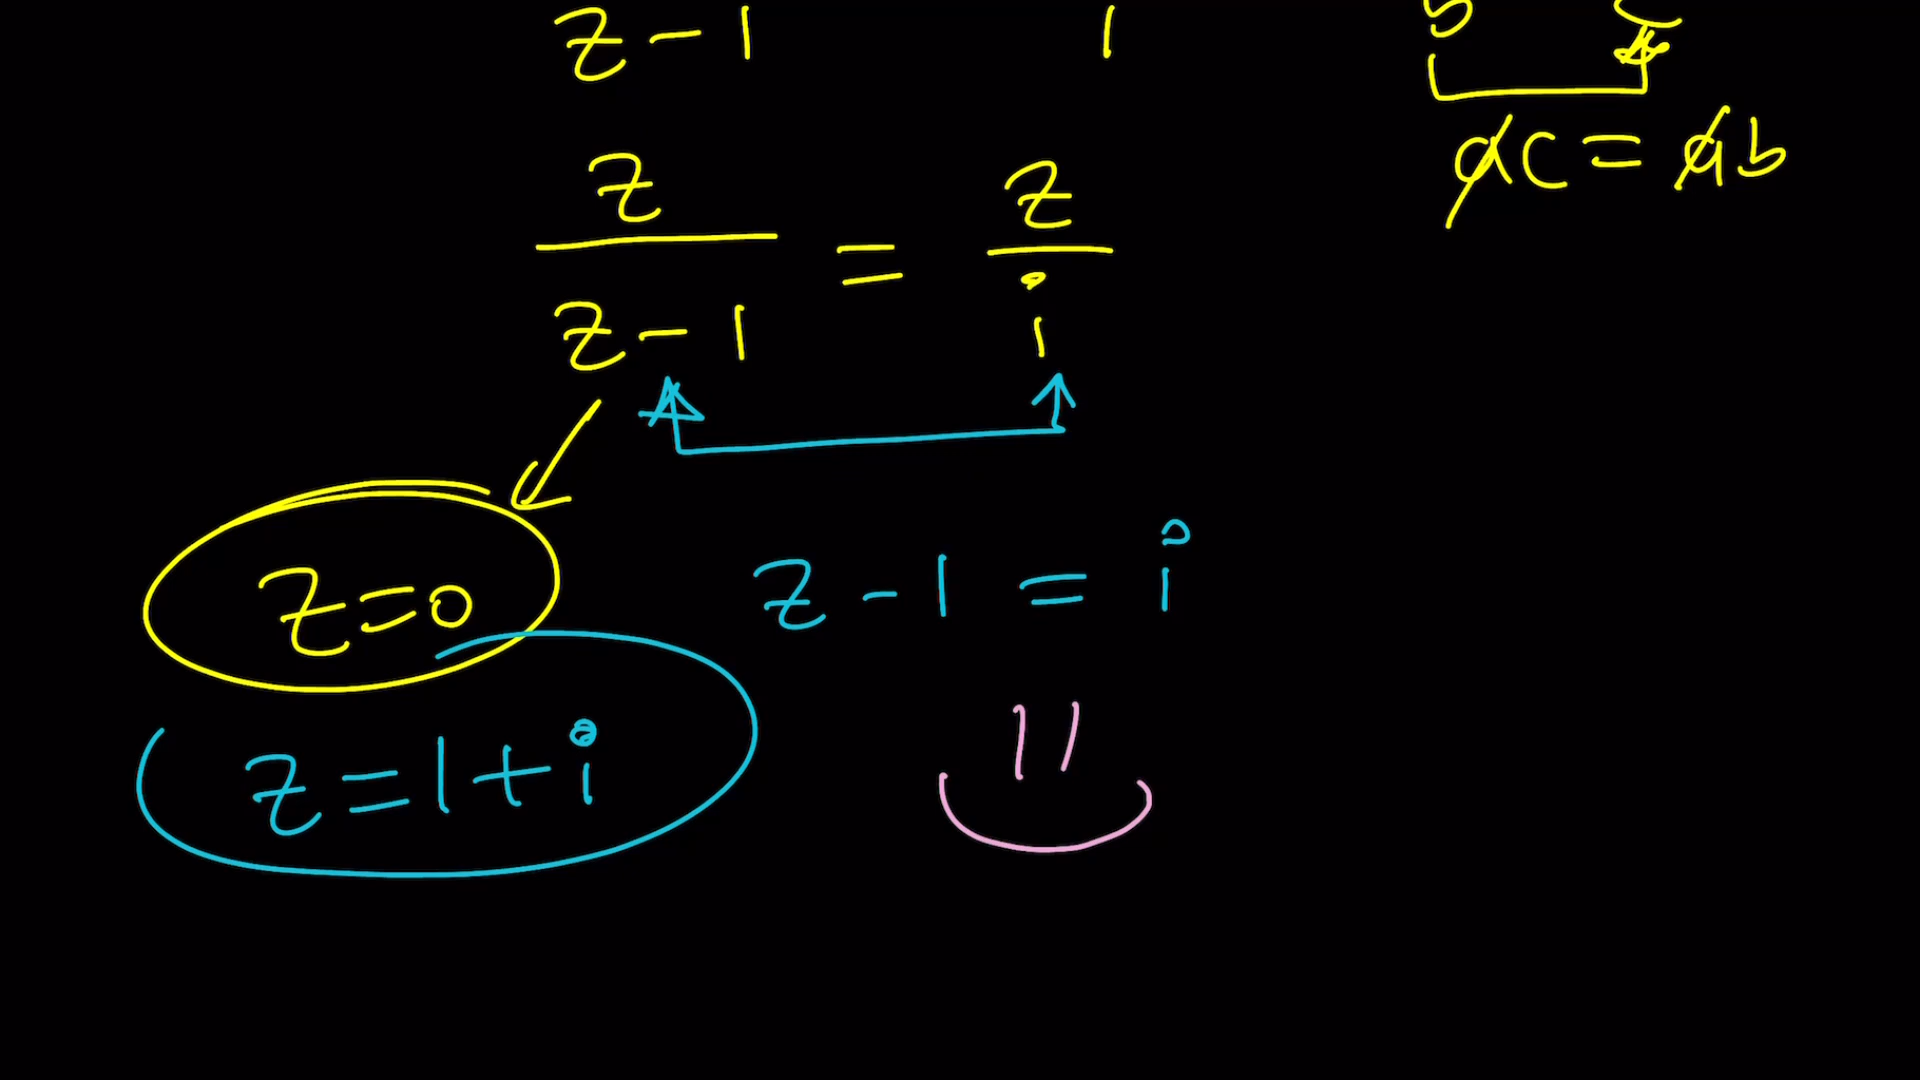 z - 1 1
b c
ac = ab
z/(z - 1) = z/i
z = 0
z - 1 = i
z = 1 + i